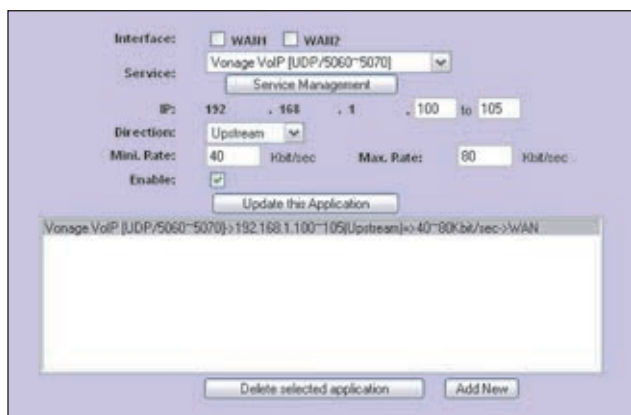 Interface: WAN1 WAN2
Service: Vonage VoIP [UDP/5060~5070]
Service Management
IP: 192 . 168 . 1 . 100 to 105
Direction: Upstream
Mini. Rate: 40 Kbit/sec Max. Rate: 80 Kbit/sec
Enable:
Update this Application
Vonage VoIP [UDP/5060~5070]->192.168.1.100~105(Upstream)=>40~80Kbit/sec->WAN
Delete selected application Add New